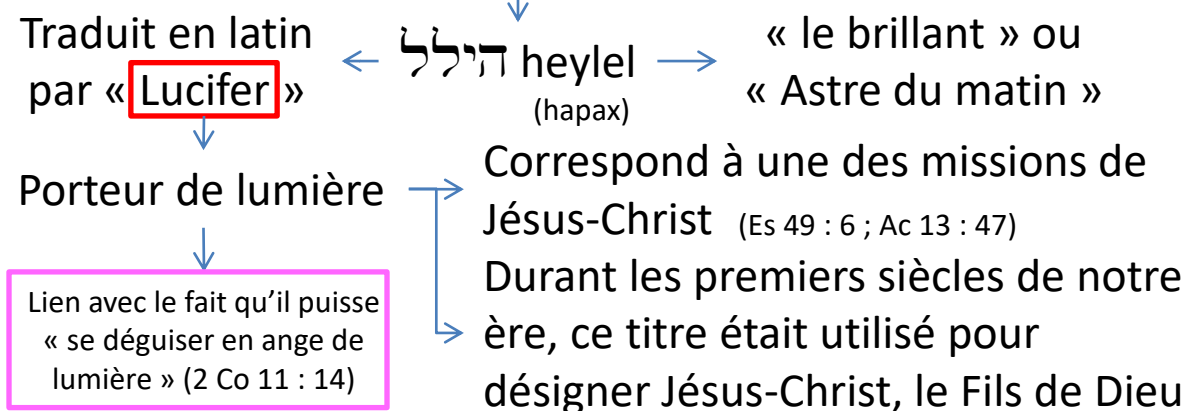 Traduit en latin
par « Lucifer »
הילל heylel
(hapax)
« le brillant » ou
« Astre du matin »
Porteur de lumière
Correspond à une des missions de
Jésus-Christ (Es 49 : 6 ; Ac 13 : 47)
Durant les premiers siècles de notre
ère, ce titre était utilisé pour
désigner Jésus-Christ, le Fils de Dieu
Lien avec le fait qu’il puisse
« se déguiser en ange de
lumière » (2 Co 11 : 14)